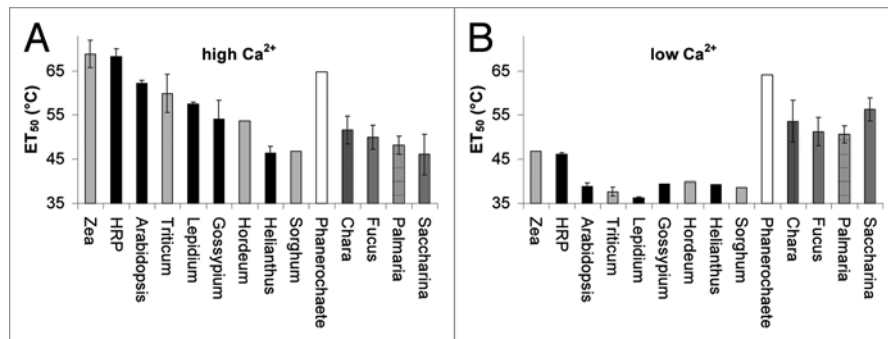 A
high Ca2+
ET50 (°C)
65
55
45
35
Zea
HRP
Arabidopsis
Triticum
Lepidium
Gossypium
Hordeum
Helianthus
Sorghum
Phanerochaete
Chara
Fucus
Palmaria
Saccharina
B
low Ca2+
ET50 (°C)
65
55
45
35
Zea
HRP
Arabidopsis
Triticum
Lepidium
Gossypium
Hordeum
Helianthus
Sorghum
Phanerochaete
Chara
Fucus
Palmaria
Saccharina